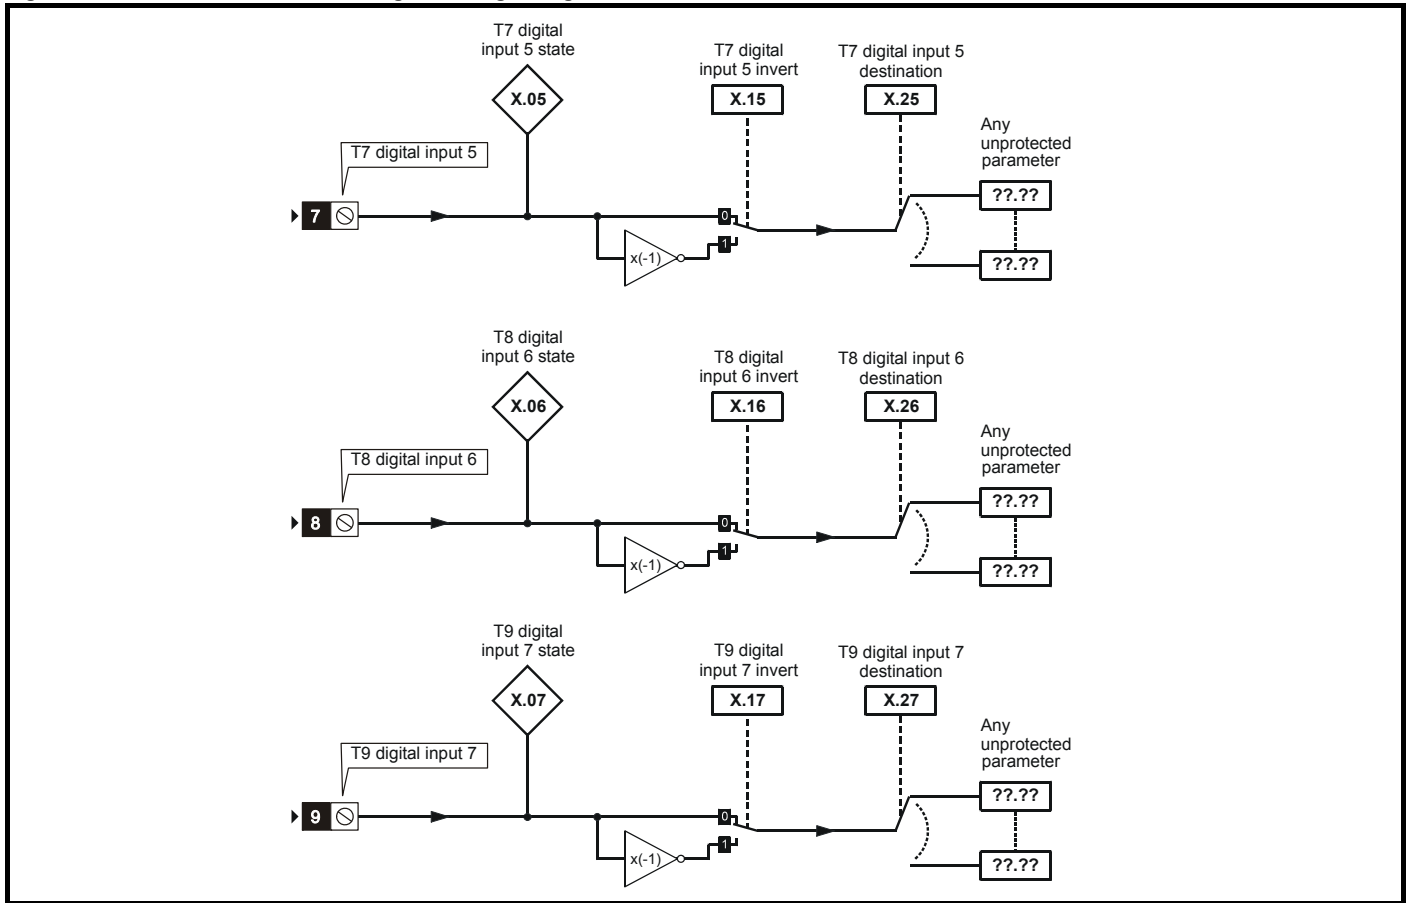 T7 digital
input 5 state
T7 digital
input 5 invert
T7 digital input 5
destination
X.05
X.15
X.25
Any
unprotected
parameter
T7 digital input 5
??.??
7
0
1
x(-1)
??.??
T8 digital
input 6 state
T8 digital
input 6 invert
T8 digital input 6
destination
X.06
X.16
X.26
Any
unprotected
parameter
T8 digital input 6
??.??
8
0
1
x(-1)
??.??
T9 digital
input 7 state
T9 digital
input 7 invert
T9 digital input 7
destination
X.07
X.17
X.27
Any
unprotected
parameter
T9 digital input 7
??.??
9
0
1
x(-1)
??.??